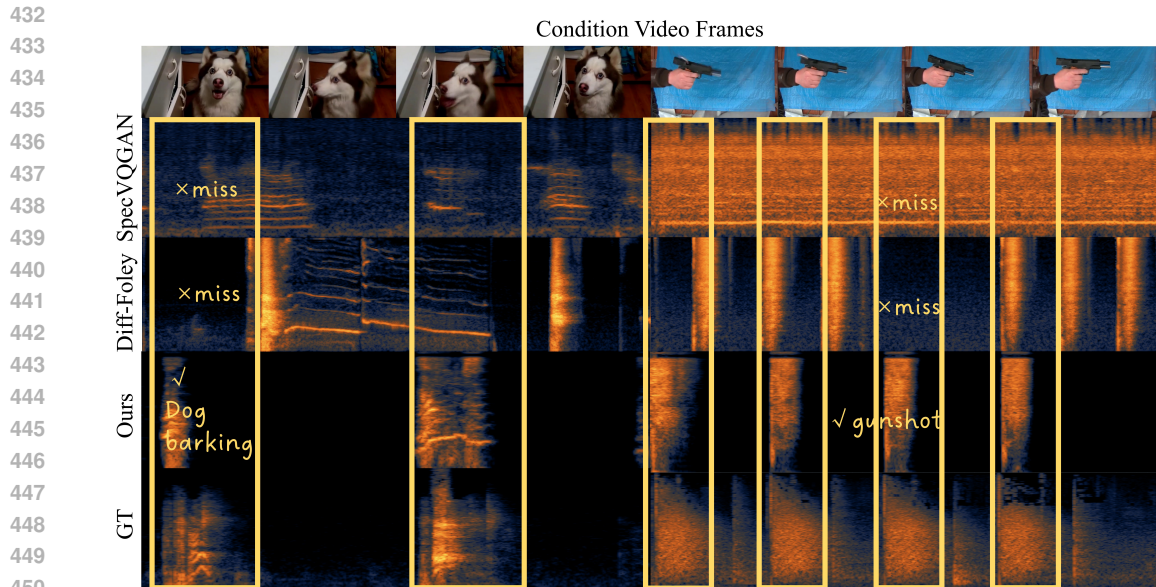 Condition Video Frames
432
433
434
435
436
437
438
439
440
441
442
443
444
445
446
447
448
449
450
SpecVQGAN
×miss
×miss
Diff-Foley
×miss
×miss
Ours
√
Dog
barking
√ gunshot
GT